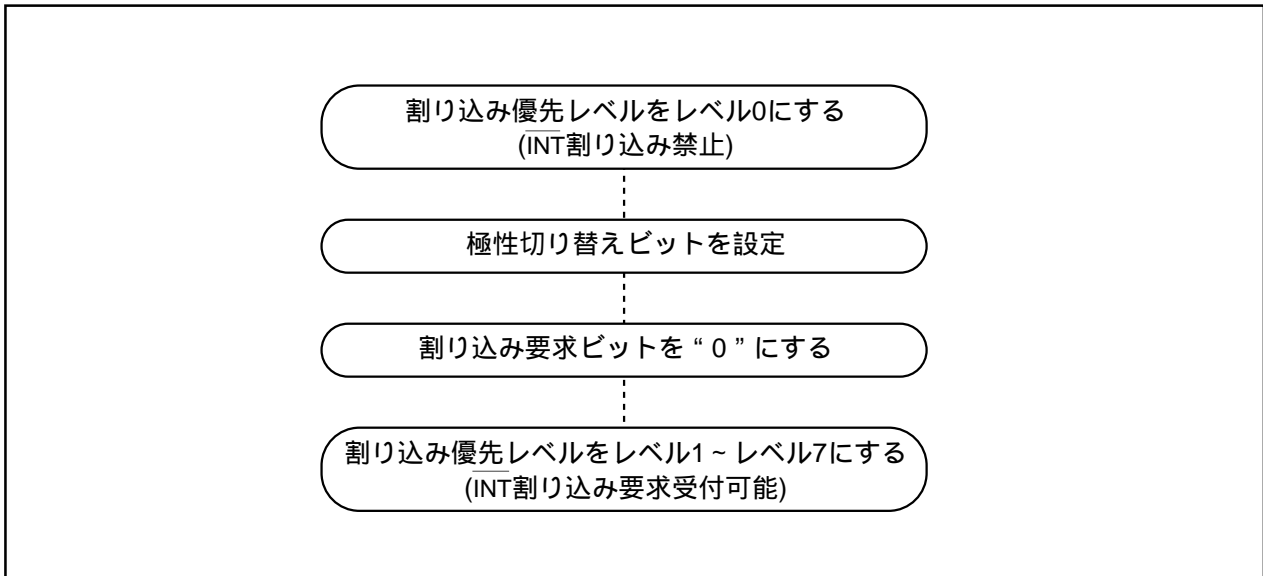 割り込み優先レベルをレベル0にする
(INT割り込み禁止)
極性切り替えビットを設定
割り込み要求ビットを“ 0 ”にする
割り込み優先レベルをレベル1 ~ レベル7にする
(INT割り込み要求受付可能)